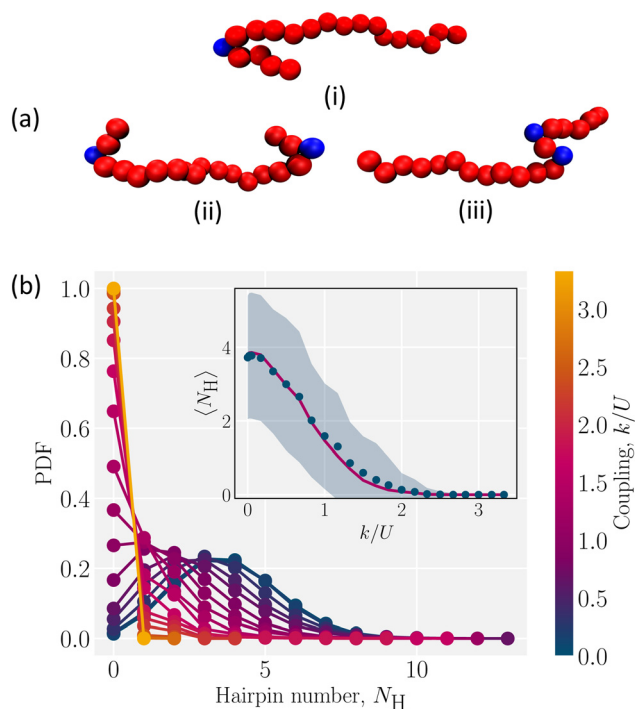 (i)
(a)
(ii)
(iii)
(b)
1.0
0.8
0.6
0.4
0.2
0.0
PDF
0
5
10
Hairpin number, N_H
4
2
0
⟨N_H⟩
0
1
2
3
k/U
3.0
2.5
2.0
1.5
1.0
0.5
0.0
Coupling, k/U